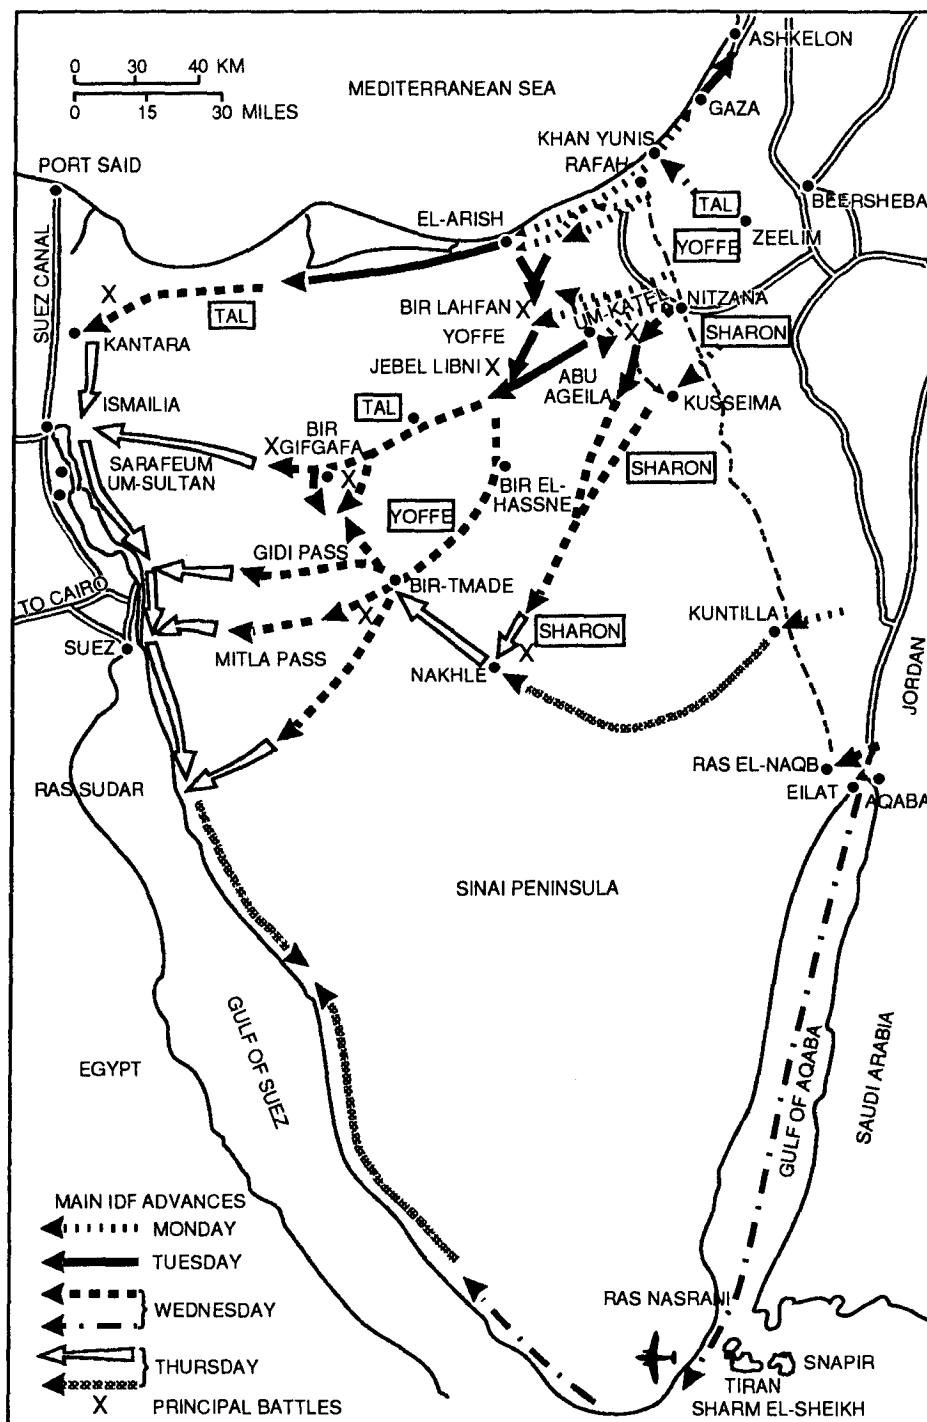 ASHKELON
0 30 40 KM
0 15 30 MILES
MEDITERRANEAN SEA
GAZA
KHAN YUNIS
RAFAH
PORT SAID
TAL
BEERSHEBA
EL-ARISH
ZEELIM
YOFFE
SUEZ CANAL
BIR LAHFAN
UM-KATEF
NITZANA
TAL
YOFFE
SHARON
KANTARA
JEBEL LIBNI
ABU
AGEILA
KUSSEIMA
ISMAILIA
TAL
BIR
GIFGAFA
SARAFEUM
UM-SULTAN
SHARON
BIR EL-
HASSNE
YOFFE
GIDI PASS
BIR-TMADE
TO CAIRO
KUNTILLA
SHARON
SUEZ
MITLA PASS
NAKHLE
JORDAN
RAS EL-NAQB
RAS SUDAR
EILAT
AQABA
SINAI PENINSULA
GULF OF SUEZ
GULF OF AQABA
SAUDI ARABIA
EGYPT
MAIN IDF ADVANCES
MONDAY
TUESDAY
WEDNESDAY
THURSDAY
X PRINCIPAL BATTLES
RAS NASRANI
SNAPIR
TIRAN
SHARM EL-SHEIKH